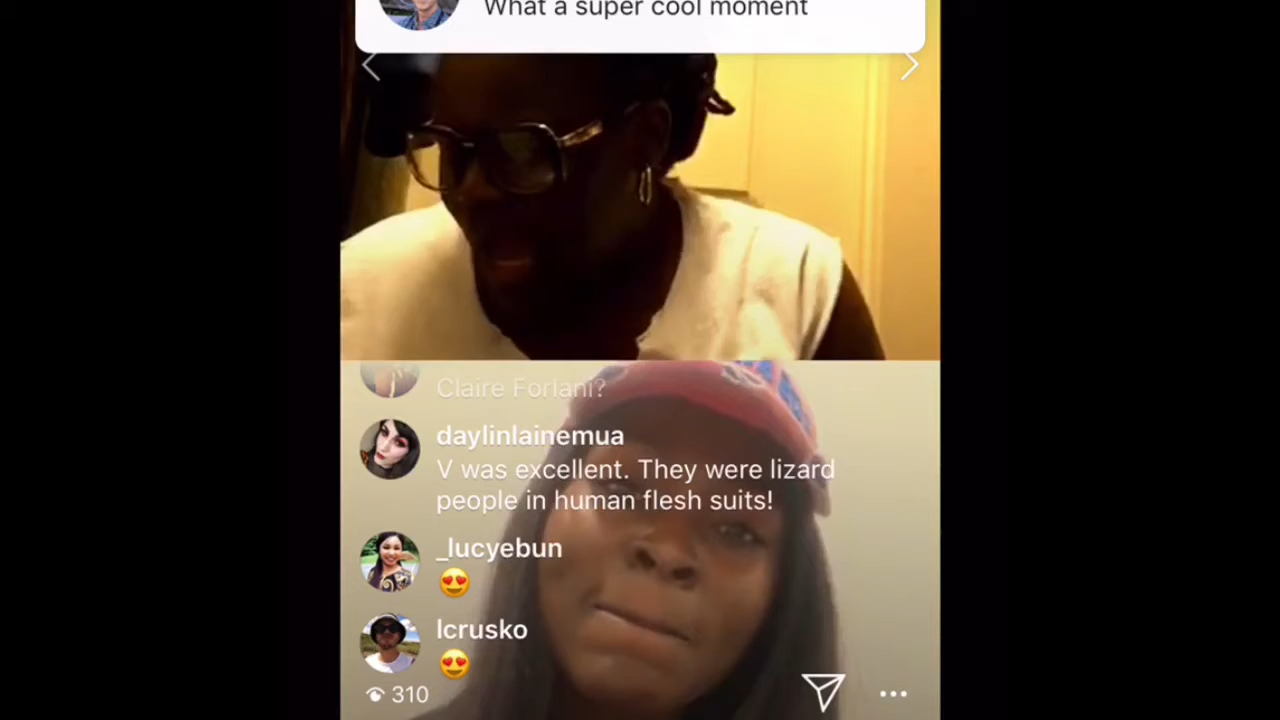 What a super cool moment
Claire Forlani?
daylinlainemua
V was excellent. They were lizard
people in human flesh suits!
_lucyebun
😍
lcrusko
😍
310